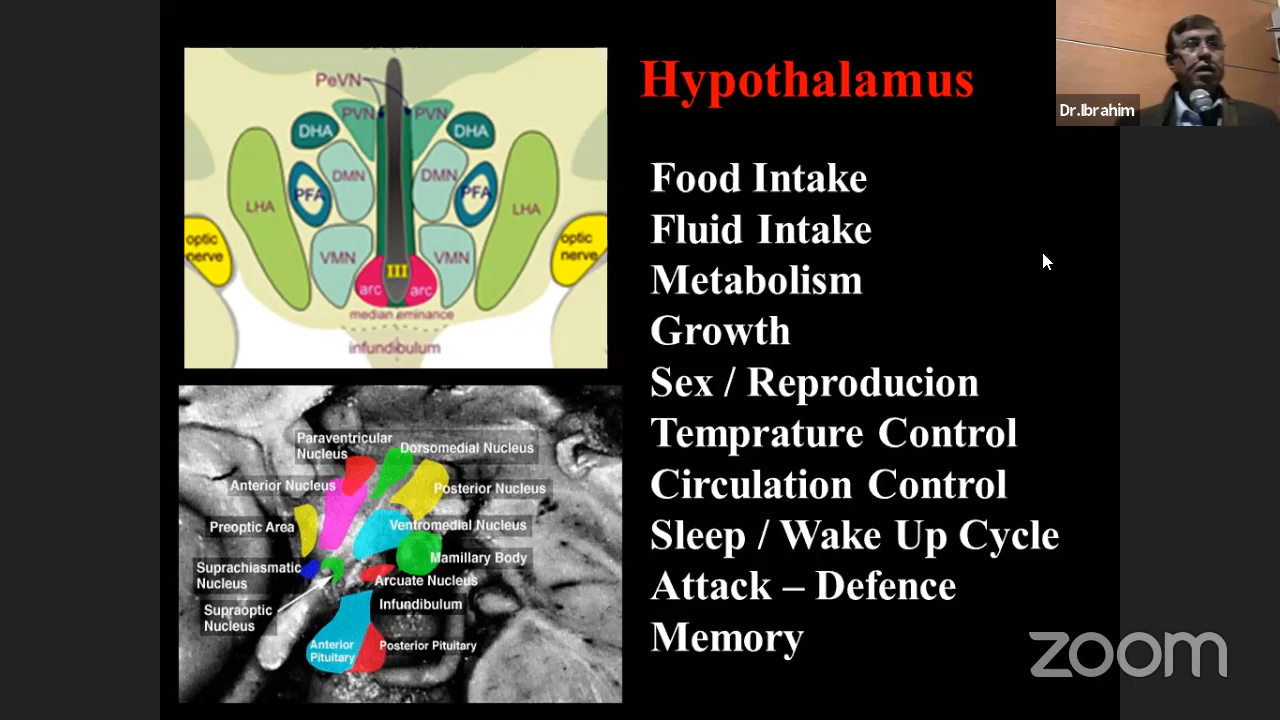 PeVN
PVN
PVN
DHA
DHA
DMN
DMN
PFA
PFA
LHA
LHA
optic
nerve
optic
nerve
VMN
VMN
III
arc
arc
median eminance
infundibulum
Hypothalamus
Food Intake
Fluid Intake
Metabolism
Growth
Sex / Reproducion
Temprature Control
Circulation Control
Sleep / Wake Up Cycle
Attack – Defence
Memory
Paraventricular
Nucleus
Dorsomedial Nucleus
Anterior Nucleus
Posterior Nucleus
Preoptic Area
Ventromedial Nucleus
Mamillary Body
Suprachiasmatic
Nucleus
Arcuate Nucleus
Supraoptic
Nucleus
Infundibulum
Anterior
Pituitary
Posterior Pituitary
Dr.Ibrahim
zoom